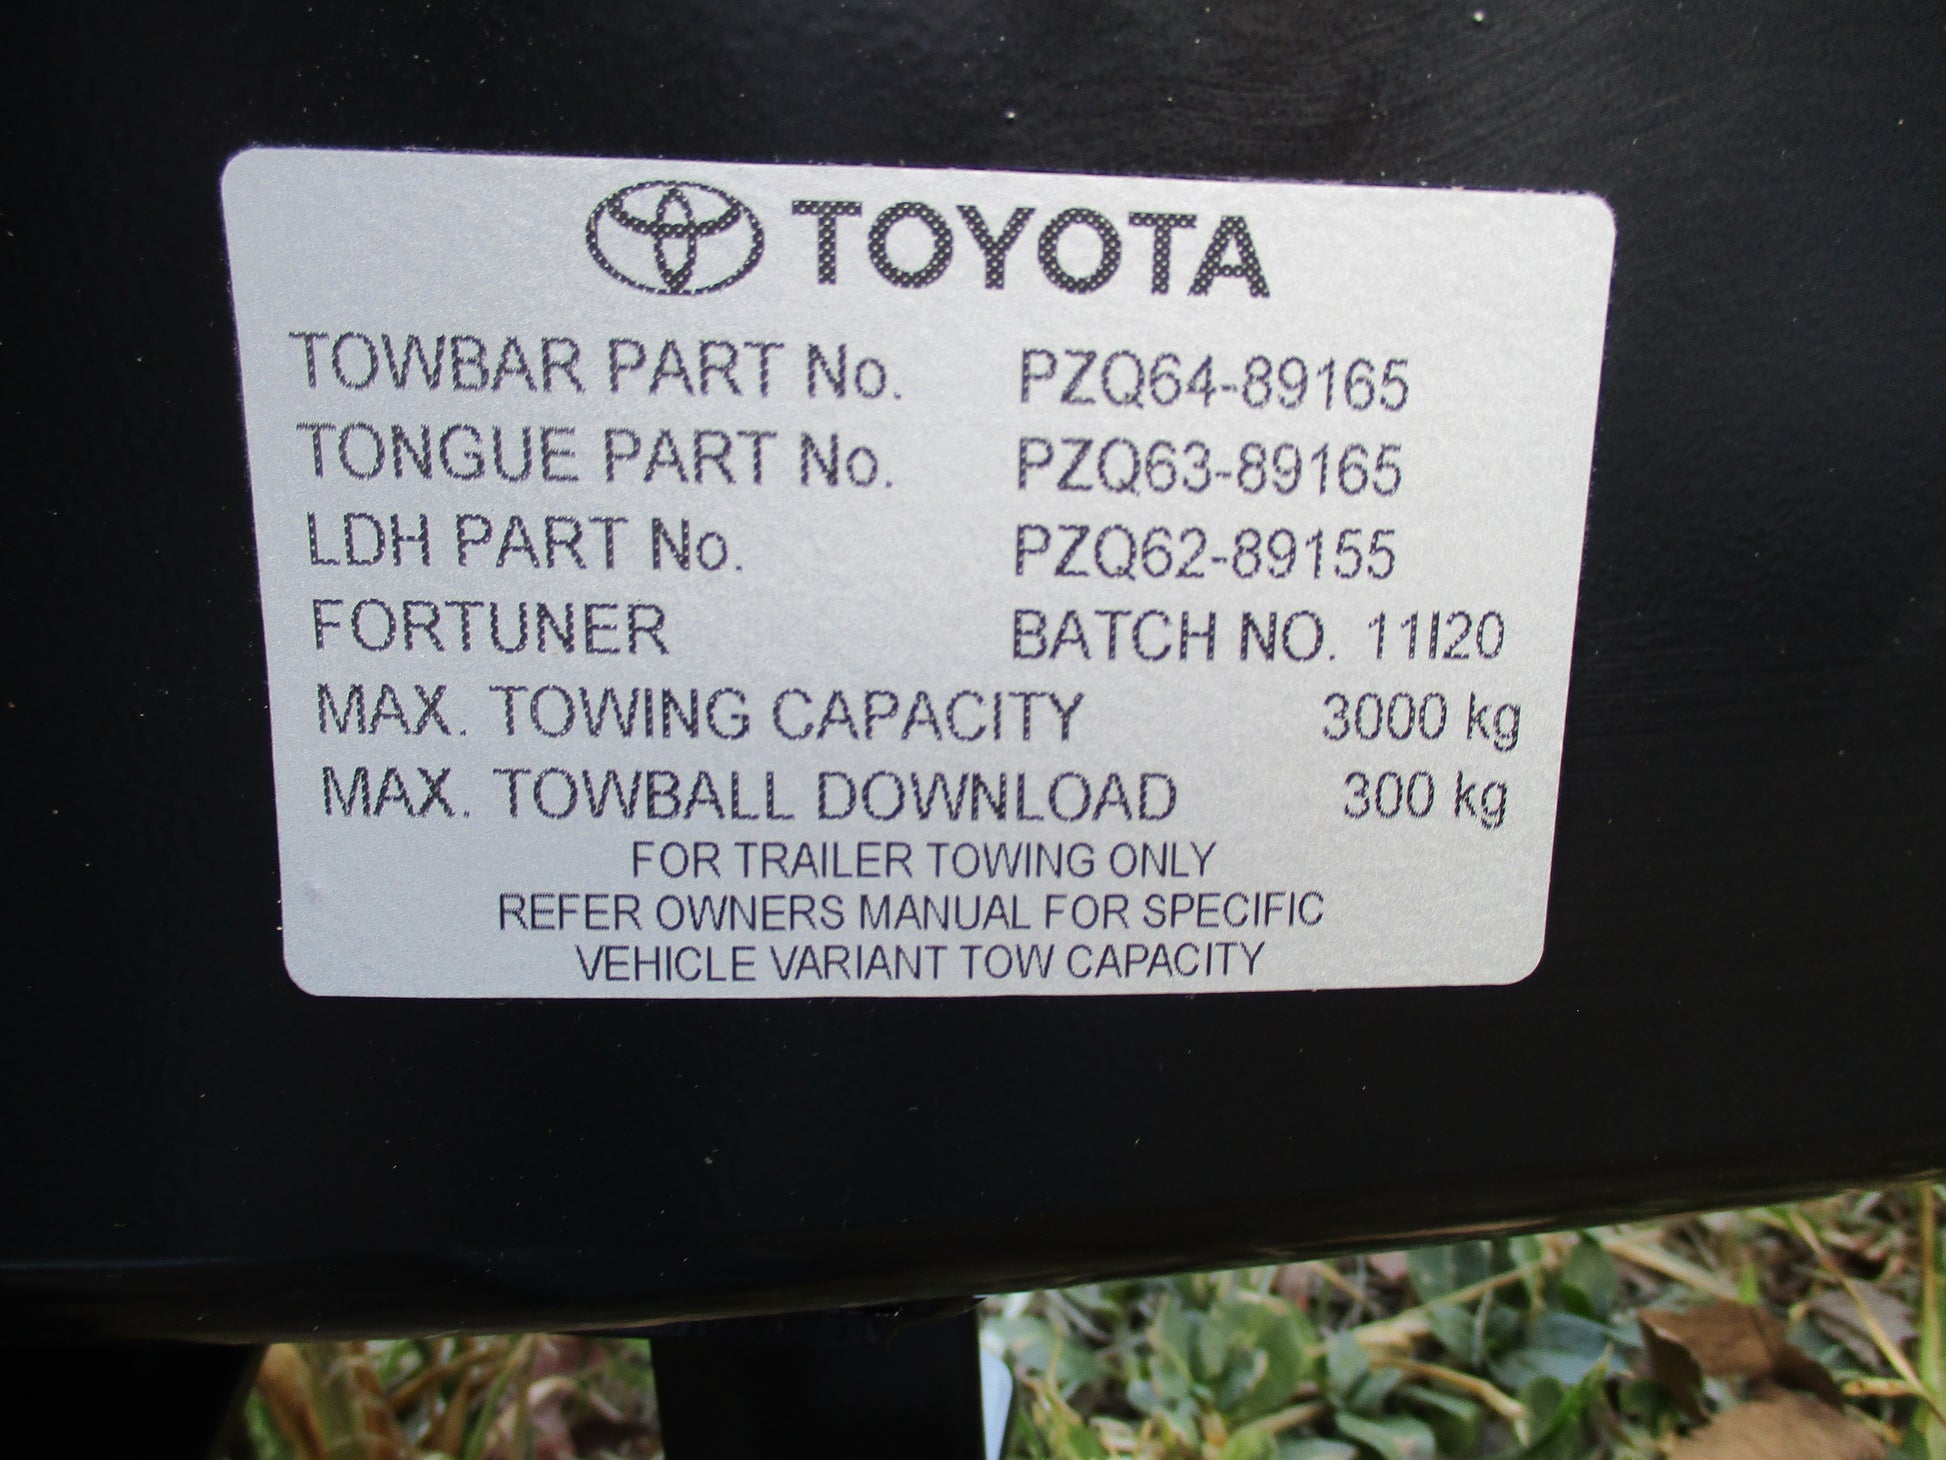 TOYOTA
TOWBAR PART No. PZQ64-89165
TONGUE PART No. PZQ63-89165
LDH PART No. PZQ62-89155
FORTUNER BATCH NO. 11I20
MAX. TOWING CAPACITY 3000 kg
MAX. TOWBALL DOWNLOAD 300 kg
FOR TRAILER TOWING ONLY
REFER OWNERS MANUAL FOR SPECIFIC
VEHICLE VARIANT TOW CAPACITY